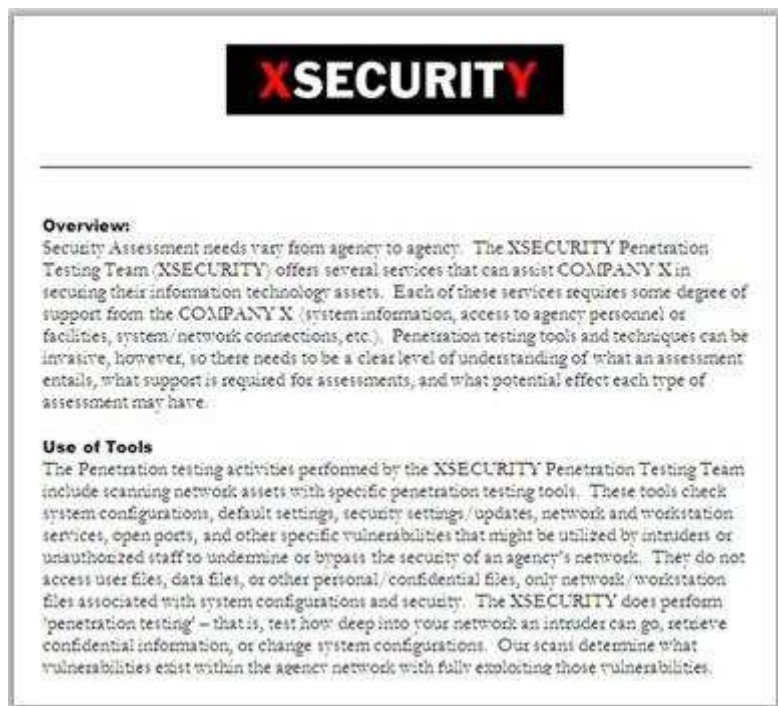 XSECURITY
Overview:
Security Assessment needs vary from agency to agency. The XSECURITY Penetration
Testing Team (XSECURITY) offers several services that can assist COMPANY X in
securing their information technology assets. Each of these services requires some degree of
support from the COMPANY X (system information, access to agency personnel or
facilities, system/network connections, etc.). Penetration testing tools and techniques can be
invasive, however, so there needs to be a clear level of understanding of what an assessment
entails, what support is required for assessments, and what potential effect each type of
assessment may have.
Use of Tools
The Penetration testing activities performed by the XSECURITY Penetration Testing Team
include scanning network assets with specific penetration testing tools. These tools check
system configurations, default settings, security settings/updates, network and workstation
services, open ports, and other specific vulnerabilities that might be utilized by intruders or
unauthorized staff to undermine or bypass the security of an agency's network. They do not
access user files, data files, or other personal/confidential files, only network/workstation
files associated with system configurations and security. The XSECURITY does perform
'penetration testing' – that is, test how deep into your network an intruder can go, retrieve
confidential information, or change system configurations. Our scans determine what
vulnerabilities exist within the agency network with fully exploiting those vulnerabilities.